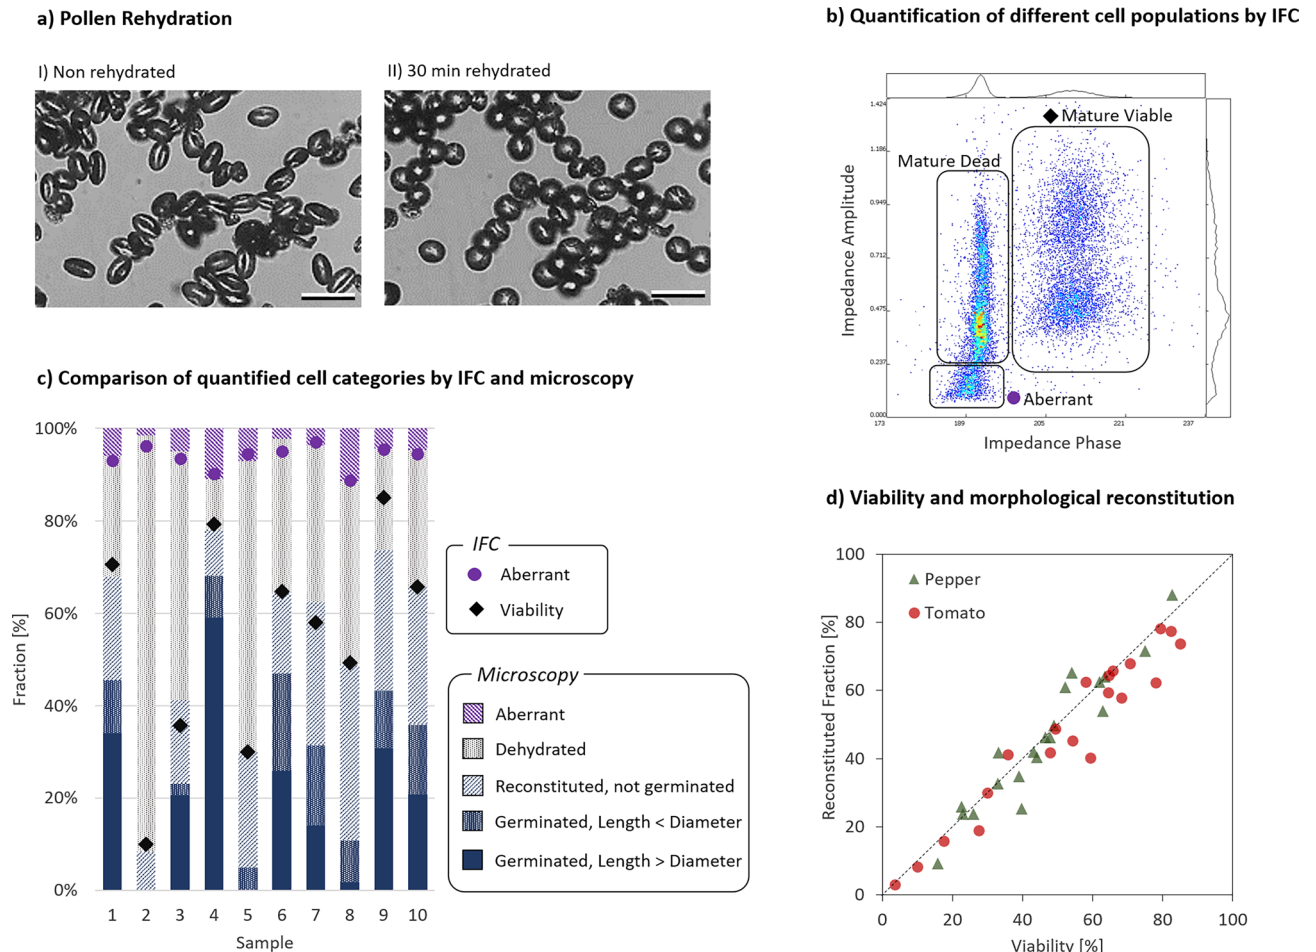 a) Pollen Rehydration
I) Non rehydrated
II) 30 min rehydrated
b) Quantification of different cell populations by IFC
1.424
1.186
0.949
0.712
0.475
0.237
0.000
173
189
205
221
237
Impedance Amplitude
Impedance Phase
Mature Viable
Mature Dead
Aberrant
c) Comparison of quantified cell categories by IFC and microscopy
100%
80%
60%
40%
20%
0%
Fraction [%]
1 2 3 4 5 6 7 8 9 10
Sample
IFC
Aberrant
Viability
Microscopy
Aberrant
Dehydrated
Reconstituted, not germinated
Germinated, Length < Diameter
Germinated, Length > Diameter
d) Viability and morphological reconstitution
100
80
60
40
20
0
Reconstituted Fraction [%]
Pepper
Tomato
0 20 40 60 80 100
Viability [%]